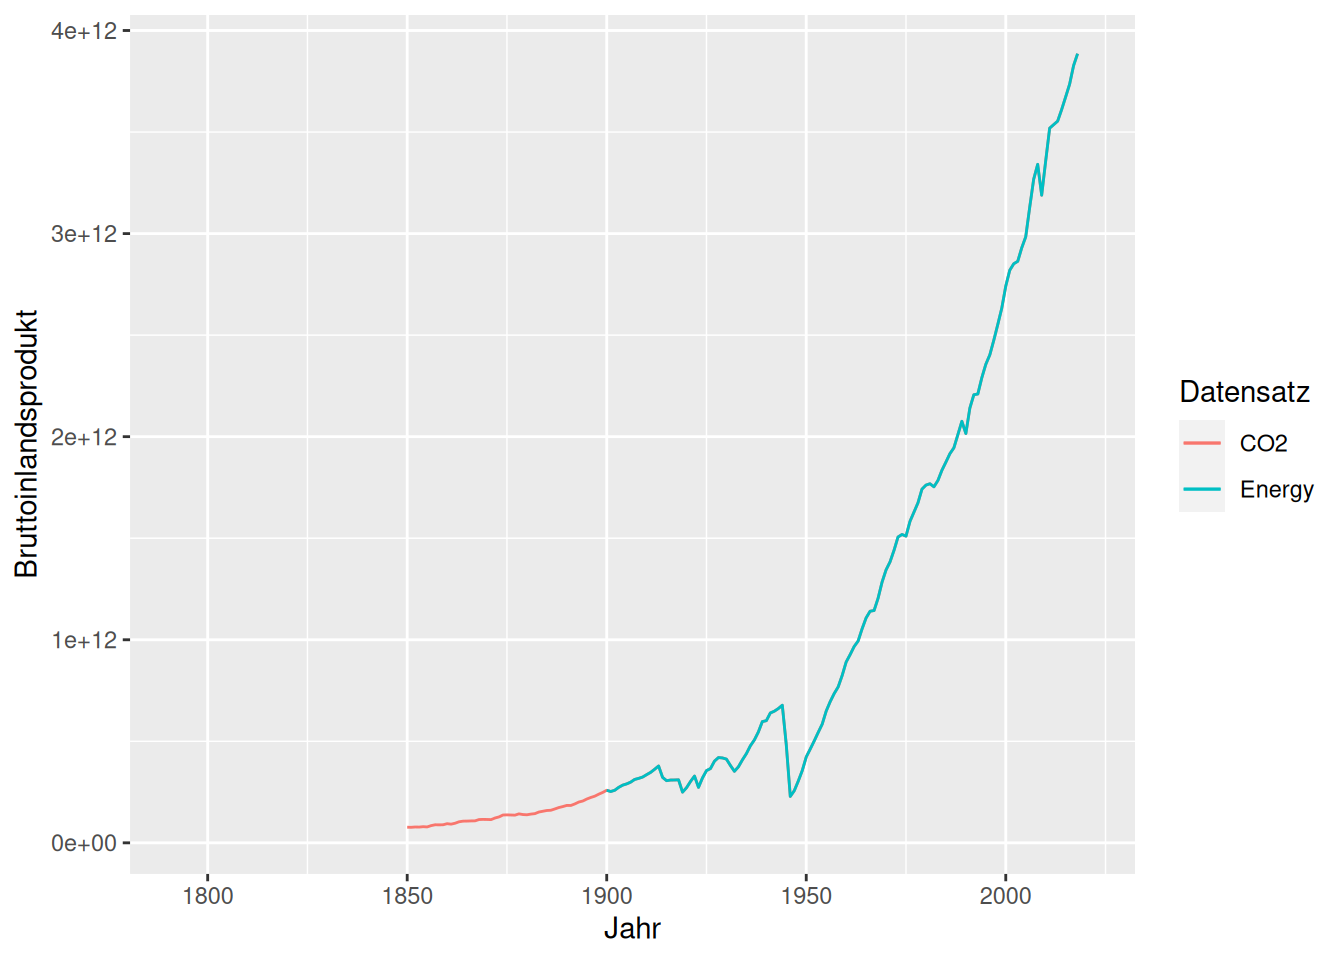 4e+12
3e+12
2e+12
1e+12
0e+00
1800
1850
1900
1950
2000
Jahr
Bruttoinlandsprodukt
Datensatz
CO2
Energy